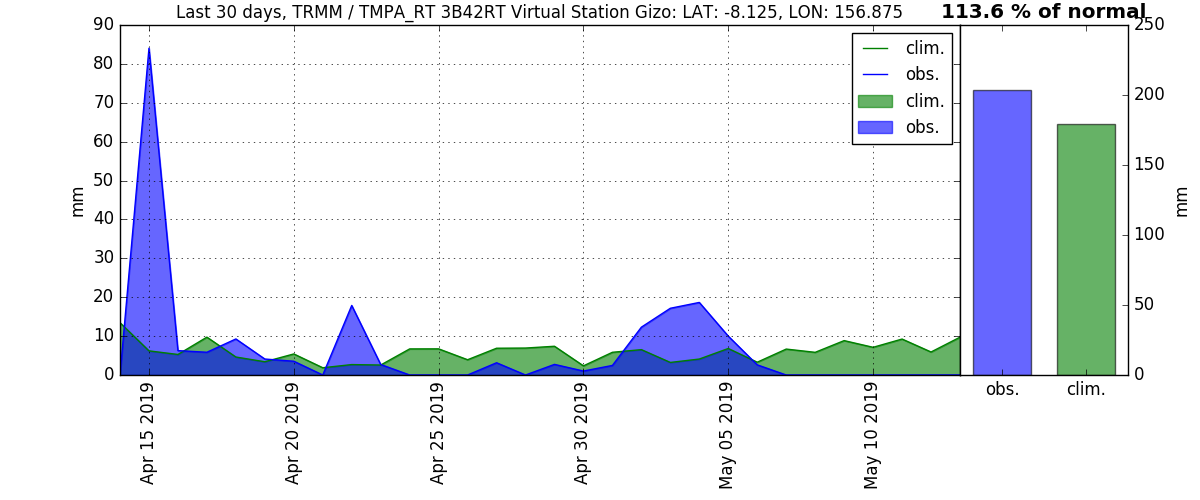 Last 30 days, TRMM / TMPA_RT 3B42RT Virtual Station Gizo: LAT: -8.125, LON: 156.875
113.6 % of normal
90
80
70
60
50
40
30
20
10
0
mm
clim.
obs.
clim.
obs.
Apr 15 2019
Apr 20 2019
Apr 25 2019
Apr 30 2019
May 05 2019
May 10 2019
250
200
150
100
50
0
mm
obs.
clim.